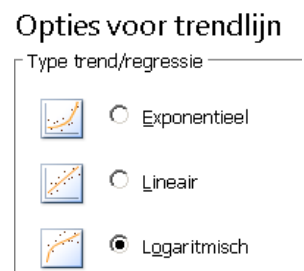 Opties voor trendlijn
Type trend/regressie
Exponentieel
Lineair
Logaritmisch